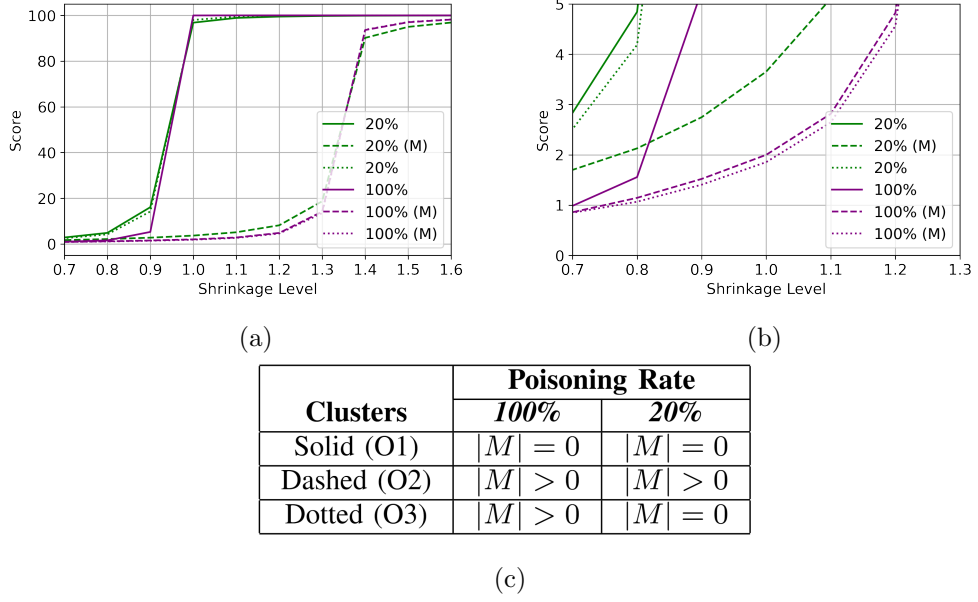 100
80
60
40
20
0
Score
0.7 0.8 0.9 1.0 1.1 1.2 1.3 1.4 1.5 1.6
Shrinkage Level
20%
20% (M)
20%
100%
100% (M)
100% (M)
(a)
5
4
3
2
1
0
Score
0.7 0.8 0.9 1.0 1.1 1.2 1.3
Shrinkage Level
20%
20% (M)
20%
100%
100% (M)
100% (M)
(b)
Poisoning Rate
Clusters 100% 20%
Solid (O1) |M| = 0 |M| = 0
Dashed (O2) |M| > 0 |M| > 0
Dotted (O3) |M| > 0 |M| = 0
(c)